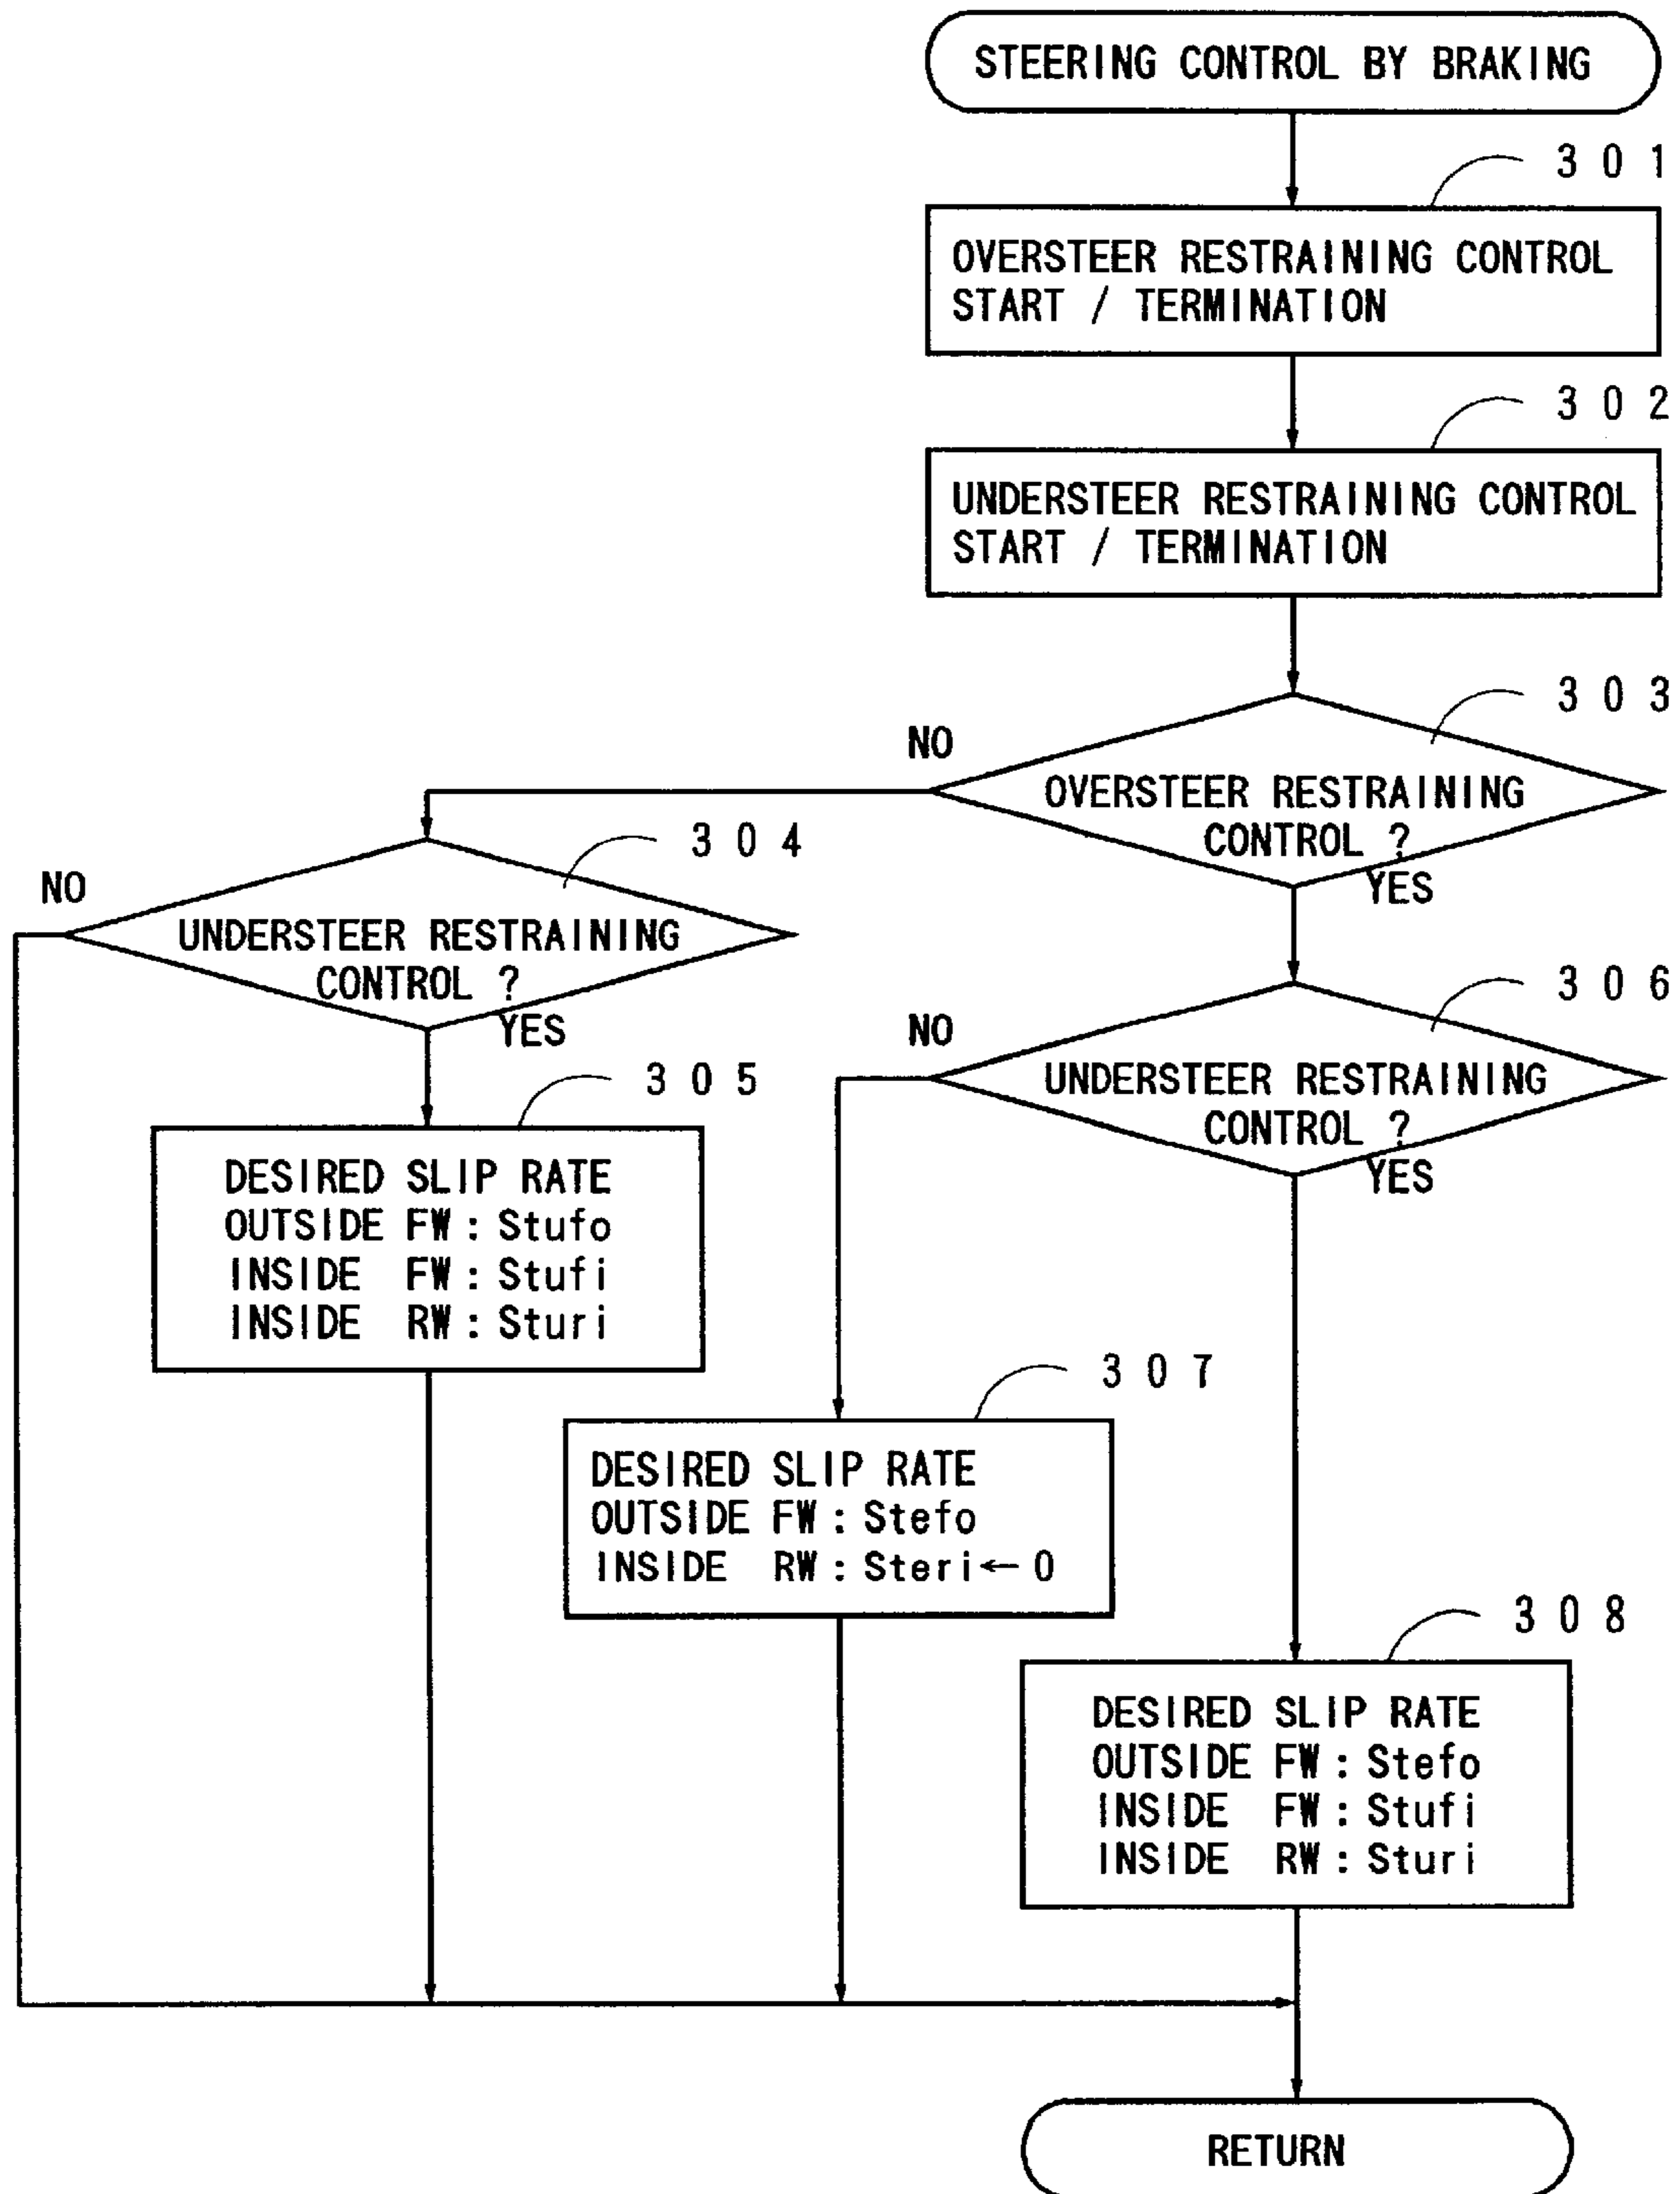 STEERING CONTROL BY BRAKING
3 0 1
OVERSTEER RESTRAINING CONTROL
START / TERMINATION
3 0 2
UNDERSTEER RESTRAINING CONTROL
START / TERMINATION
3 0 3
NO
OVERSTEER RESTRAINING
CONTROL ?
YES
3 0 4
NO
UNDERSTEER RESTRAINING
CONTROL ?
YES
3 0 5
DESIRED SLIP RATE
OUTSIDE FW : Stufo
INSIDE FW : Stufi
INSIDE RW : Sturi
3 0 6
NO
UNDERSTEER RESTRAINING
CONTROL ?
YES
3 0 7
DESIRED SLIP RATE
OUTSIDE FW : Stefo
INSIDE RW : Steri ← 0
3 0 8
DESIRED SLIP RATE
OUTSIDE FW : Stefo
INSIDE FW : Stufi
INSIDE RW : Sturi
RETURN